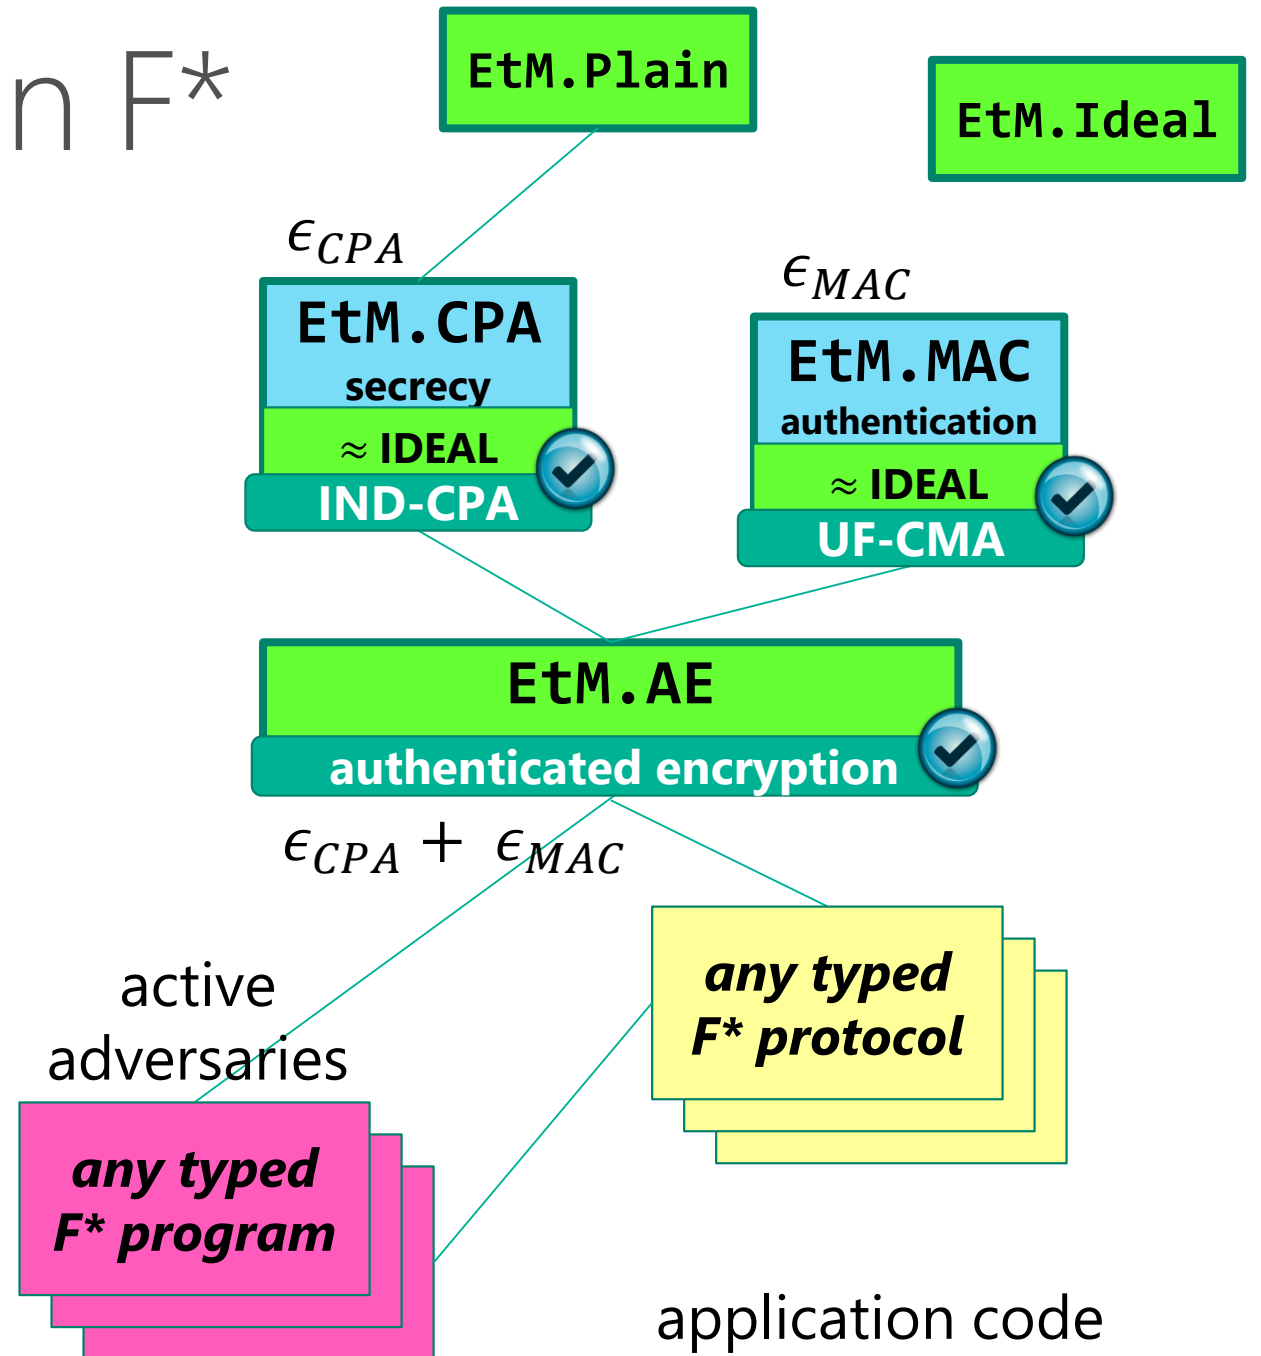 n F*
EtM.Plain
EtM.Ideal
ϵCPA
ϵMAC
EtM.CPA
secrecy
≈ IDEAL
IND-CPA
EtM.MAC
authentication
≈ IDEAL
UF-CMA
EtM.AE
authenticated encryption
ϵCPA + ϵMAC
active
adversaries
any typed
F* protocol
any typed
F* program
application code